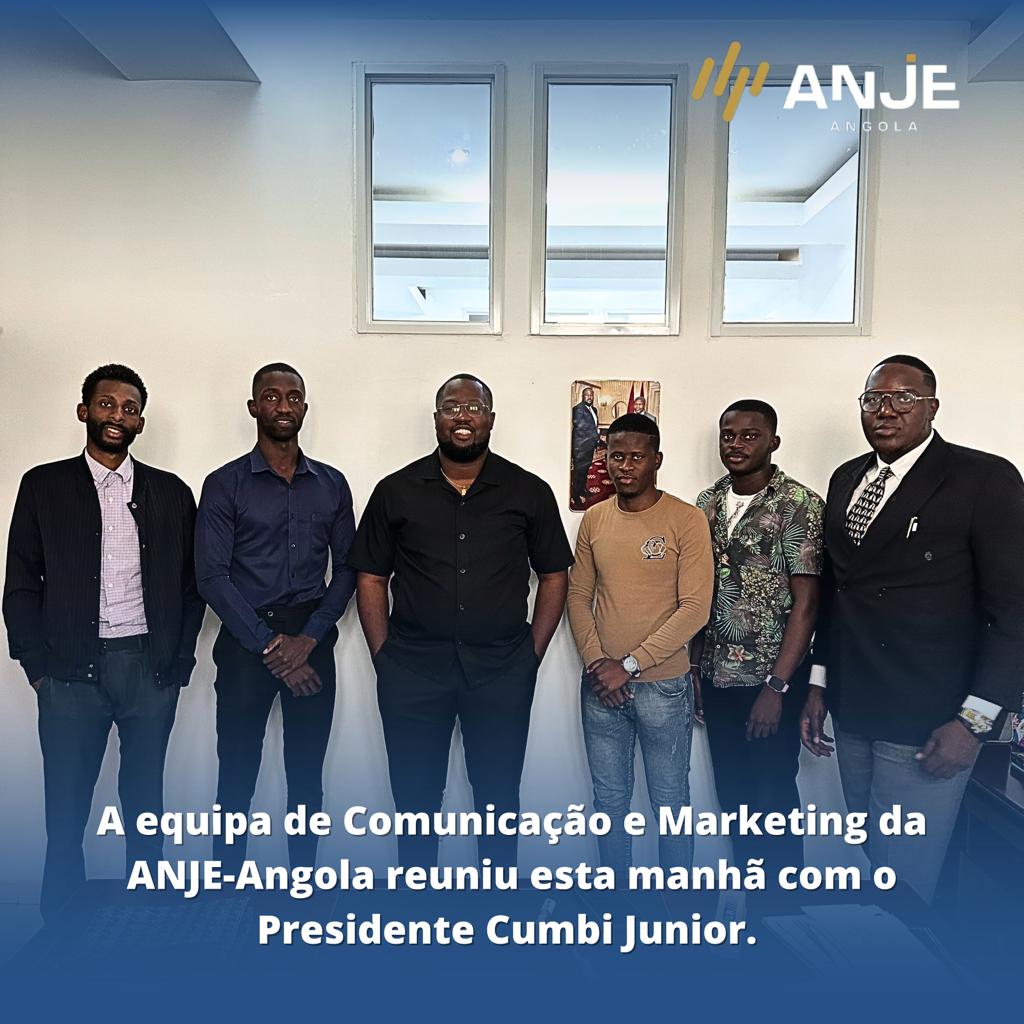 ANJE
ANGOLA
A equipa de Comunicação e Marketing da
ANJE-Angola reuniu esta manhã com o
Presidente Cumbi Junior.